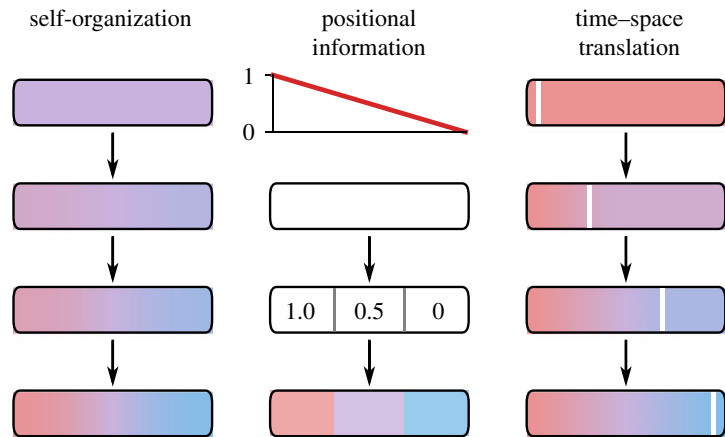 self-organization
positional
information
time–space
translation
1
0
1.0 0.5 0